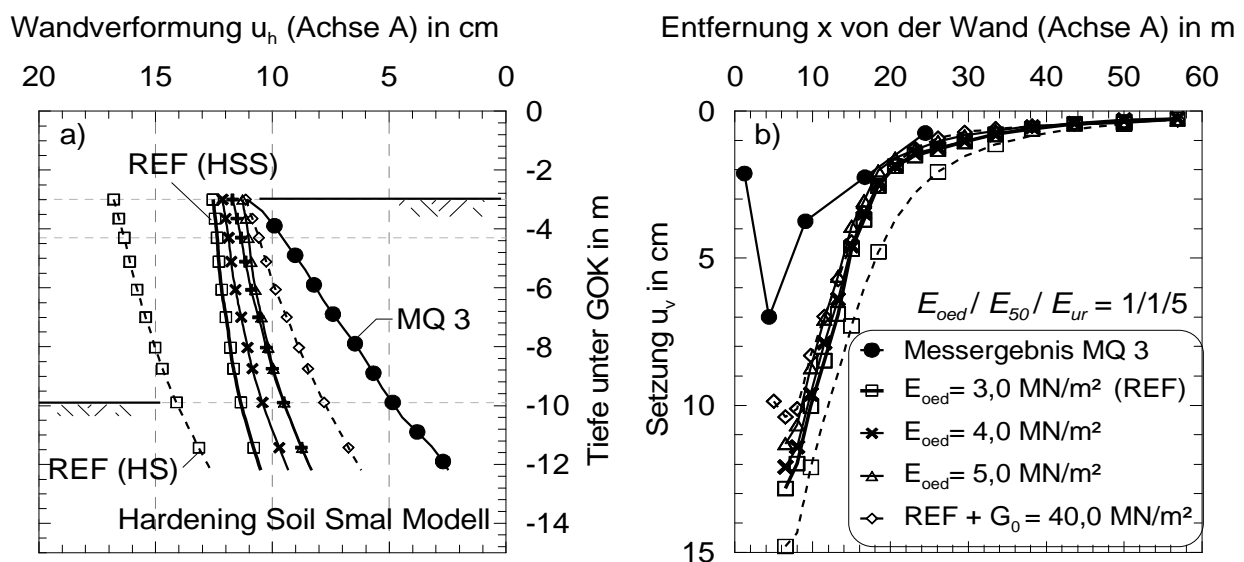 Wandverformung u_h (Achse A) in cm
20 15 10 5 0
0
-2
-4
-6
-8
-10
-12
-14
Tiefe unter GOK in m
a)
REF (HSS)
MQ 3
REF (HS)
Hardening Soil Smal Modell
Entfernung x von der Wand (Achse A) in m
0 10 20 30 40 50 60
0
5
10
15
Setzung u_v in cm
b)
E_oed / E_50 / E_ur = 1/1/5
Messergebnis MQ 3
E_oed = 3,0 MN/m² (REF)
E_oed = 4,0 MN/m²
E_oed = 5,0 MN/m²
REF + G_0 = 40,0 MN/m²